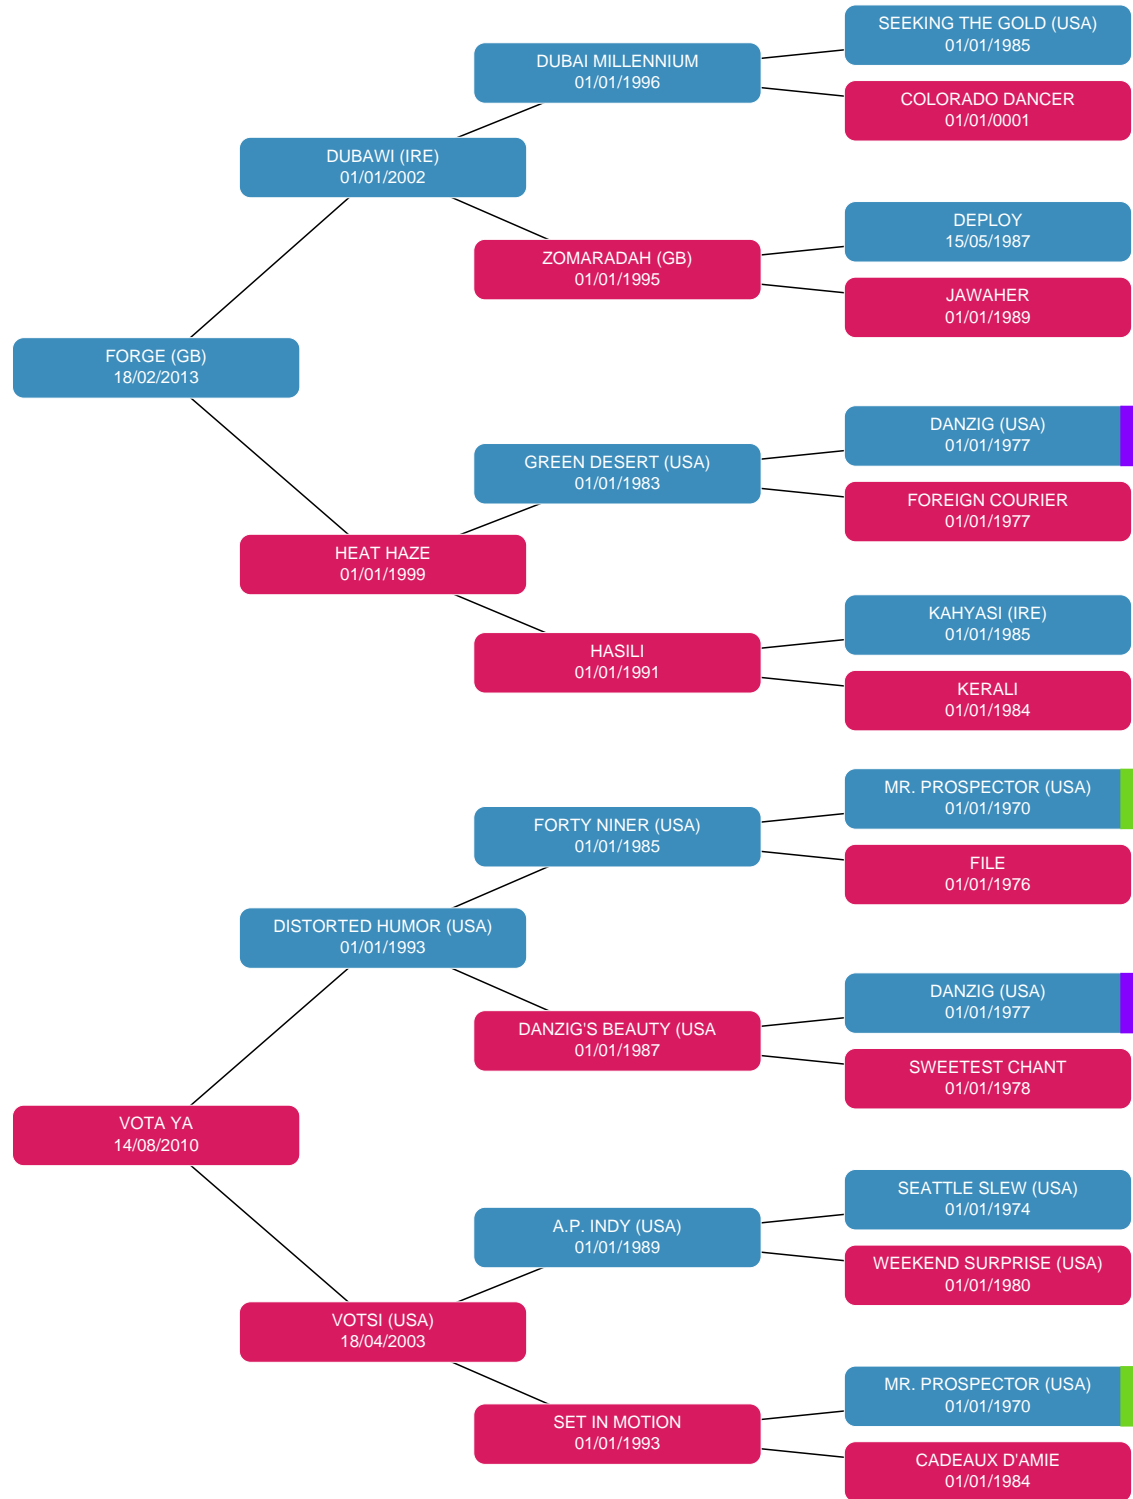 SEEKING THE GOLD (USA)
01/01/1985
DUBAI MILLENNIUM
01/01/1996
COLORADO DANCER
01/01/0001
DUBAWI (IRE)
01/01/2002
DEPLOY
15/05/1987
ZOMARADAH (GB)
01/01/1995
JAWAHER
01/01/1989
FORGE (GB)
18/02/2013
DANZIG (USA)
01/01/1977
GREEN DESERT (USA)
01/01/1983
FOREIGN COURIER
01/01/1977
HEAT HAZE
01/01/1999
KAHYASI (IRE)
01/01/1985
HASILI
01/01/1991
KERALI
01/01/1984
MR. PROSPECTOR (USA)
01/01/1970
FORTY NINER (USA)
01/01/1985
FILE
01/01/1976
DISTORTED HUMOR (USA)
01/01/1993
DANZIG (USA)
01/01/1977
DANZIG'S BEAUTY (USA
01/01/1987
SWEETEST CHANT
01/01/1978
VOTA YA
14/08/2010
SEATTLE SLEW (USA)
01/01/1974
A.P. INDY (USA)
01/01/1989
WEEKEND SURPRISE (USA)
01/01/1980
VOTSI (USA)
18/04/2003
MR. PROSPECTOR (USA)
01/01/1970
SET IN MOTION
01/01/1993
CADEAUX D'AMIE
01/01/1984